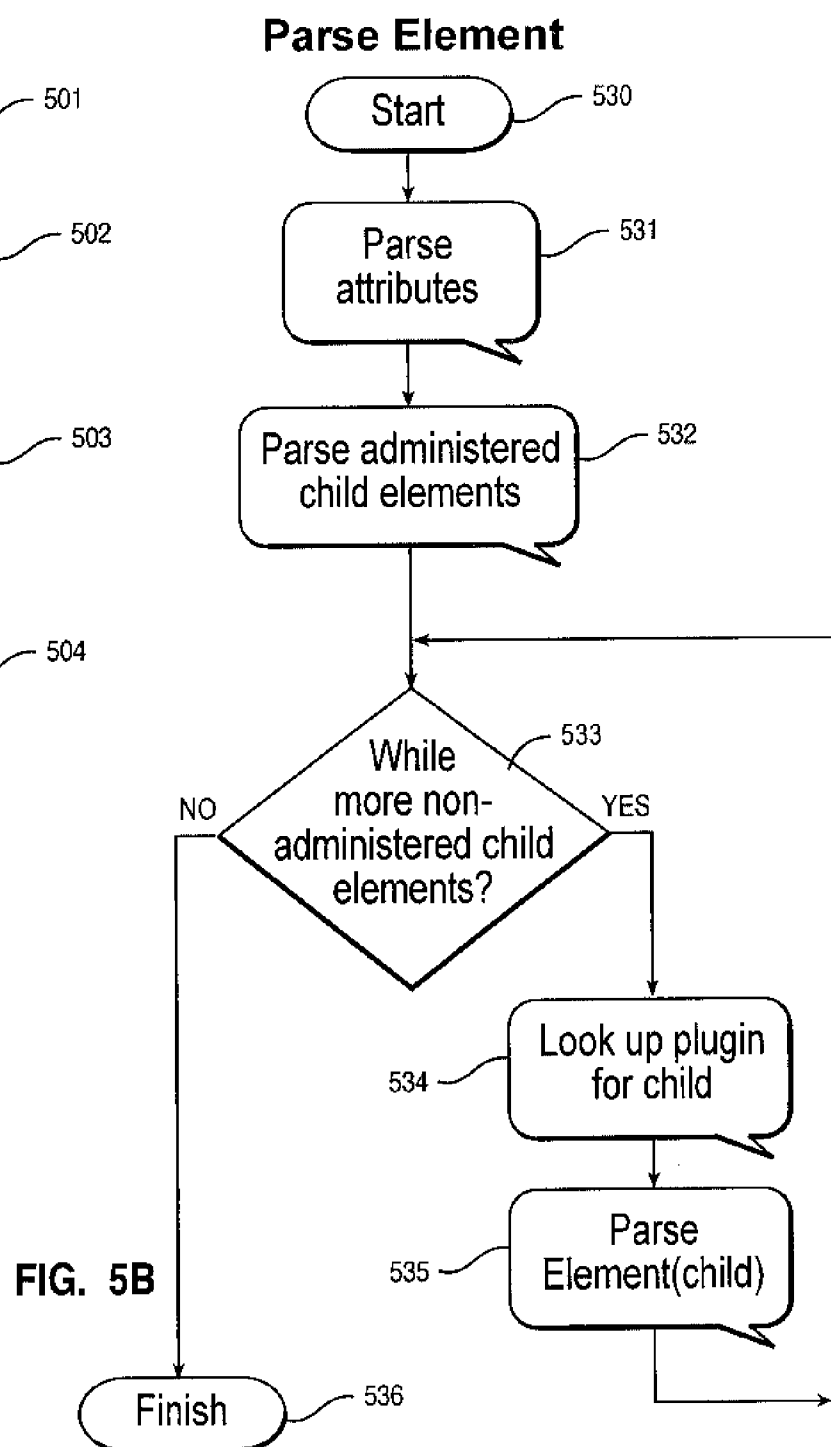 Parse Element
501
Start
530
502
Parse
attributes
531
503
Parse administered
child elements
532
504
While
more non-
administered child
elements?
533
NO
YES
Look up plugin
for child
534
Parse
Element(child)
535
FIG. 5B
Finish
536